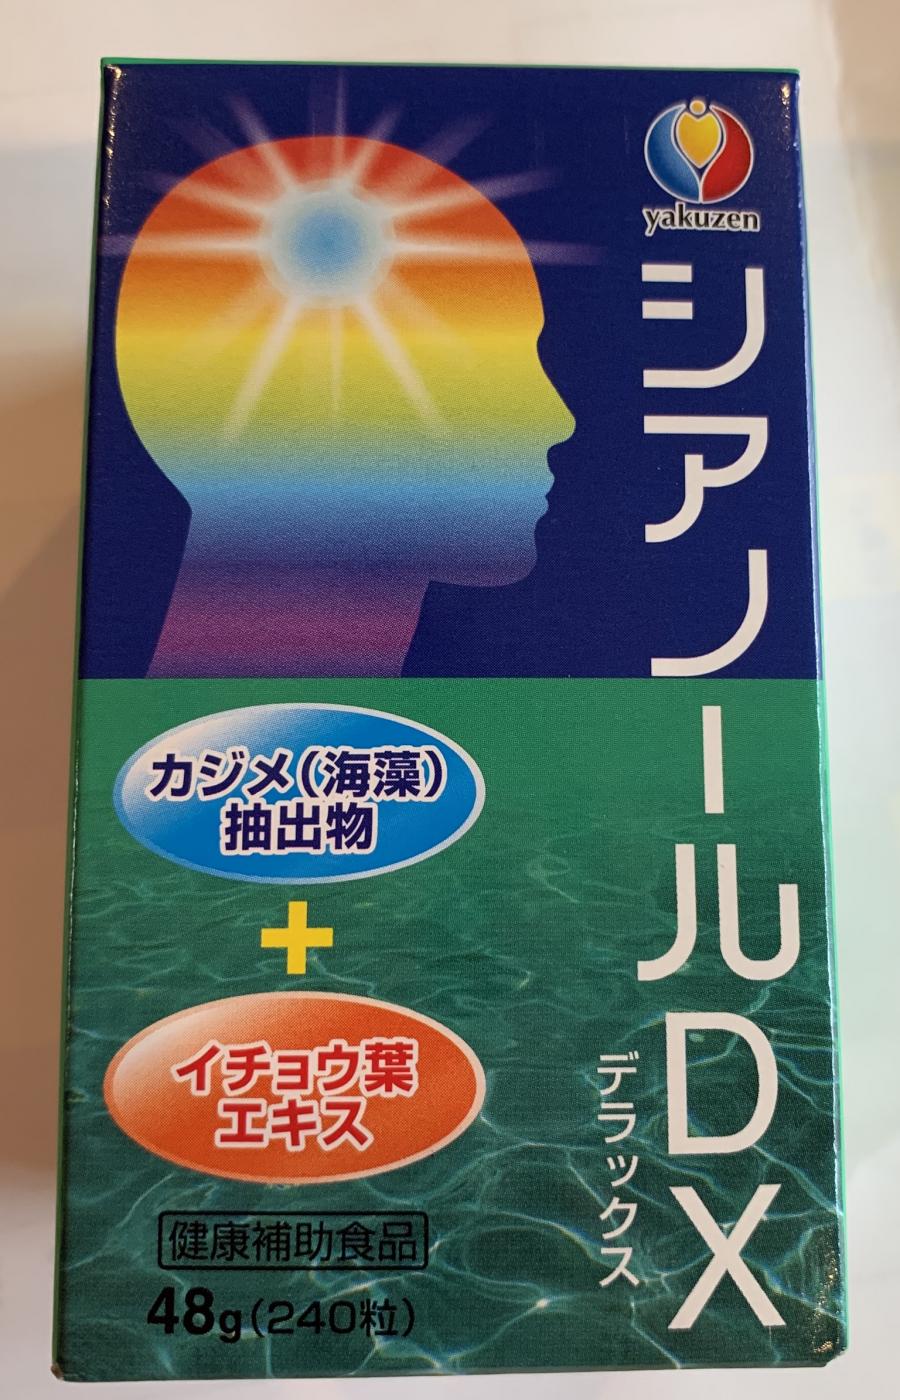 yakuzen
シアノールDX
デラックス
カジメ(海藻)
抽出物
+
イチョウ葉
エキス
健康補助食品
48g(240粒)